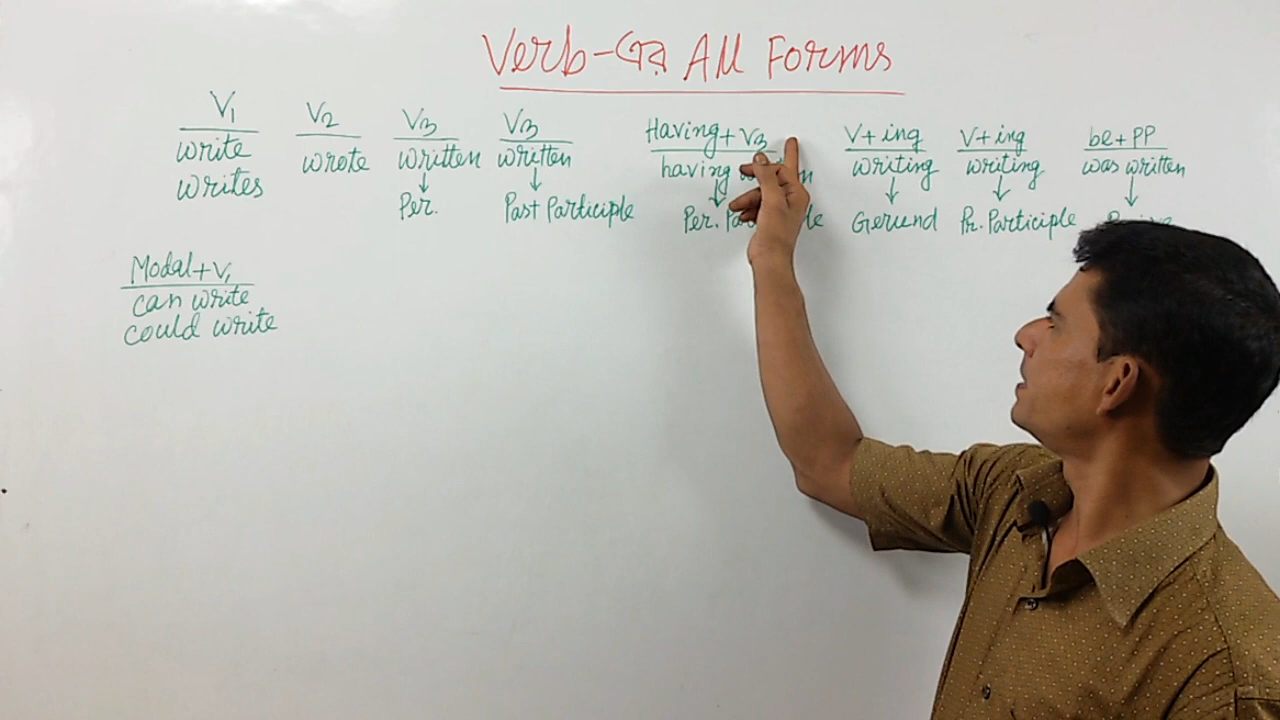 Verb-এর All Forms
V1 V2 V3 V3 Having + V3 V + ing V + ing be + PP
write wrote written written having writing writing was written
writes
Per. Past Participle Per. Gerund Pr. Participle
Modal + V1
can write
could write